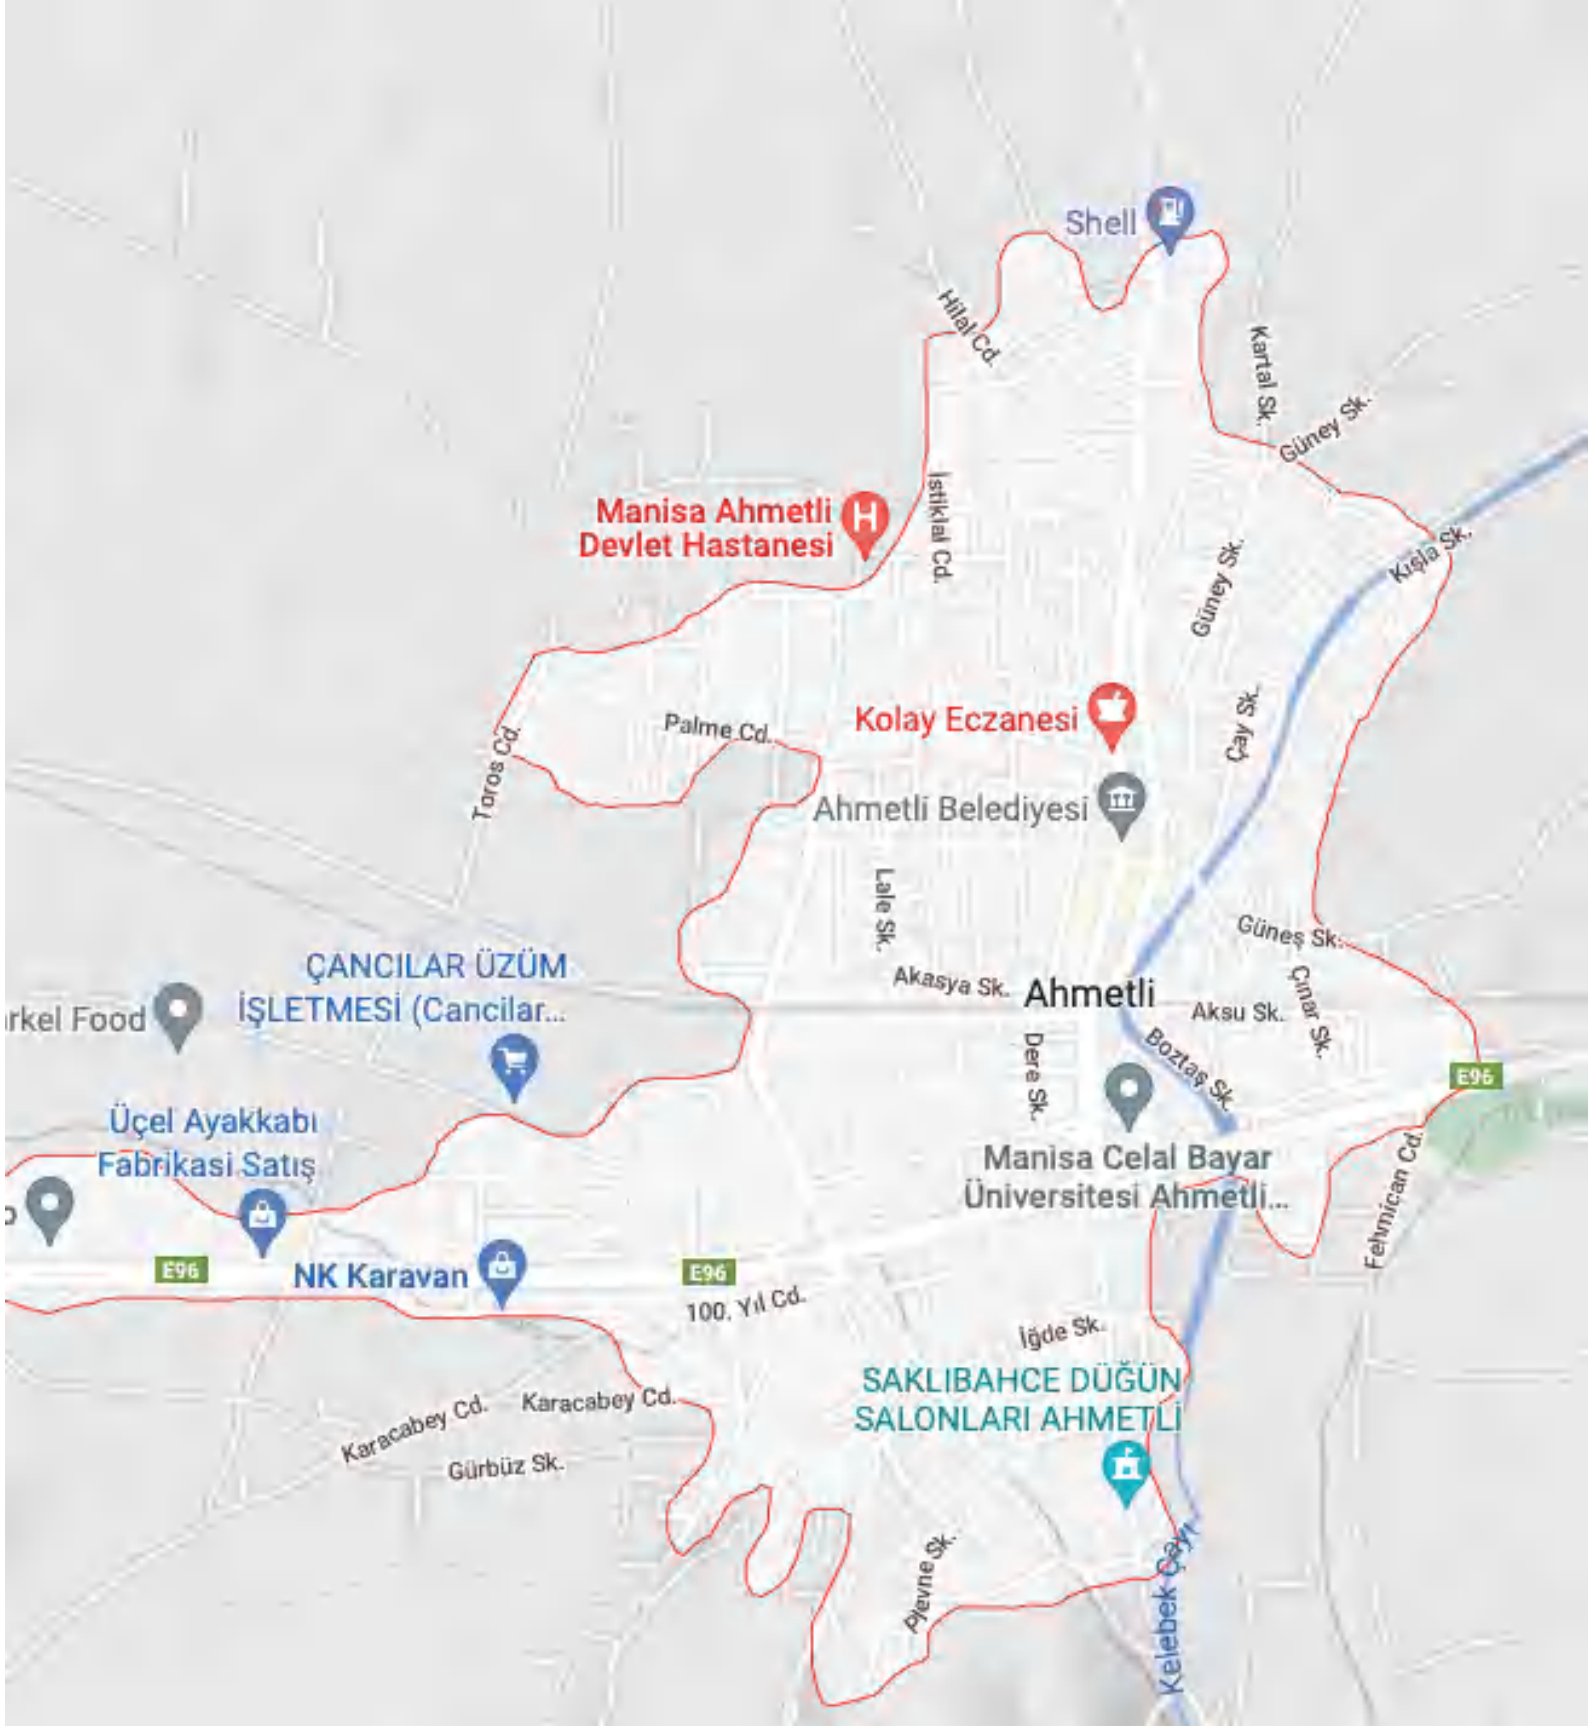 Shell
Hilal Cd.
Kartal Sk.
Güney Sk.
Manisa Ahmetli
Devlet Hastanesi
İstiklal Cd.
Kışla Sk.
Güney Sk.
Çay Sk.
Kolay Eczanesi
Palme Cd.
Toros Cd.
Ahmetli Belediyesi
Lale Sk.
Güneş Sk.
Akasya Sk.
Ahmetli
Aksu Sk.
Çınar Sk.
ÇANCILAR ÜZÜM
İŞLETMESİ (Cancilar...
rkel Food
Dere Sk.
Boztaş Sk.
E96
Üçel Ayakkabı
Fabrikasi Satış
Manisa Celal Bayar
Üniversitesi Ahmetli...
Fehmican Cd.
E96
NK Karavan
E96
100. Yıl Cd.
İğde Sk.
SAKLIBAHCE DÜĞÜN
SALONLARI AHMETLİ
Karacabey Cd.
Karacabey Cd.
Gürbüz Sk.
Plevne Sk.
Kelebek Çayı